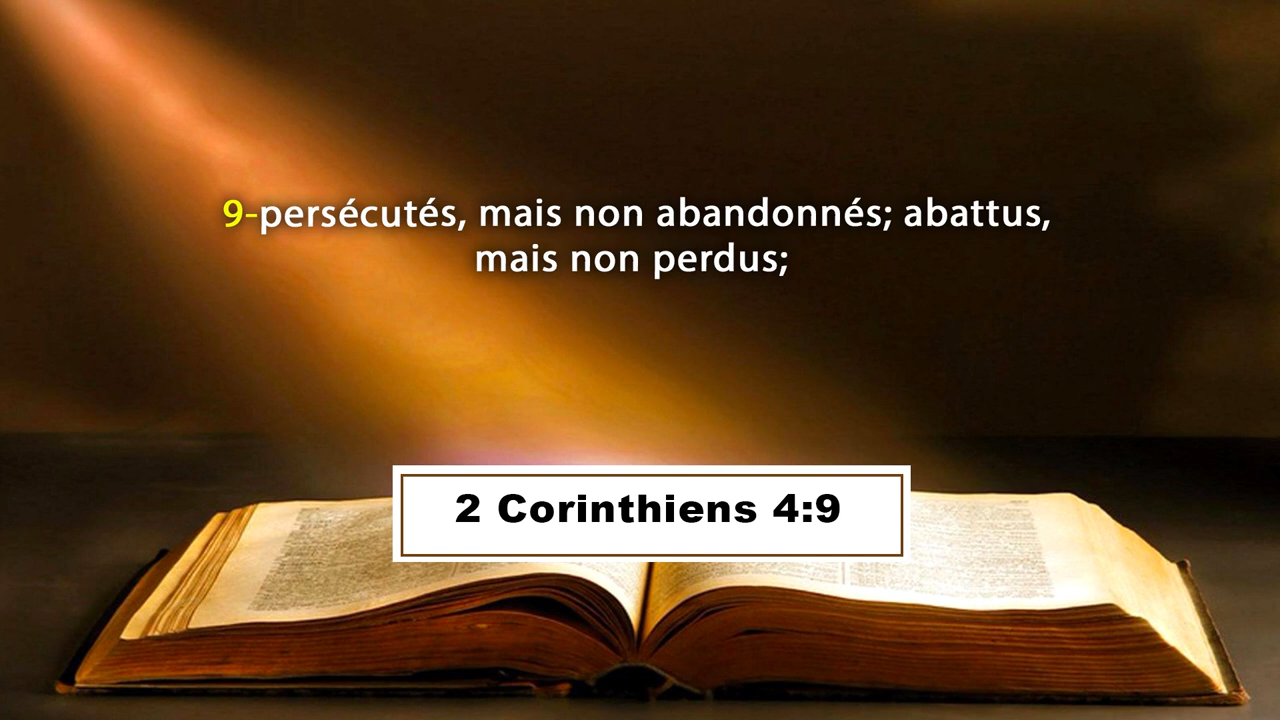 9-persécutés, mais non abandonnés; abattus,
mais non perdus;
2 Corinthiens 4:9